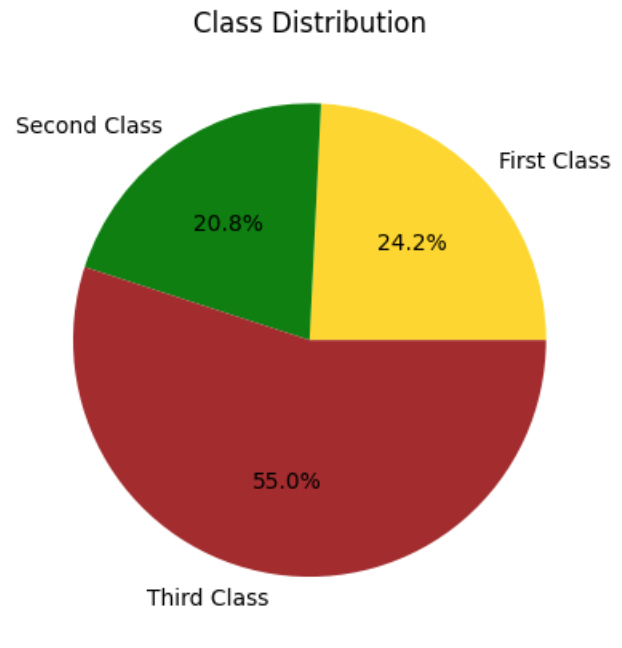 Class Distribution
Second Class
First Class
20.8%
24.2%
55.0%
Third Class